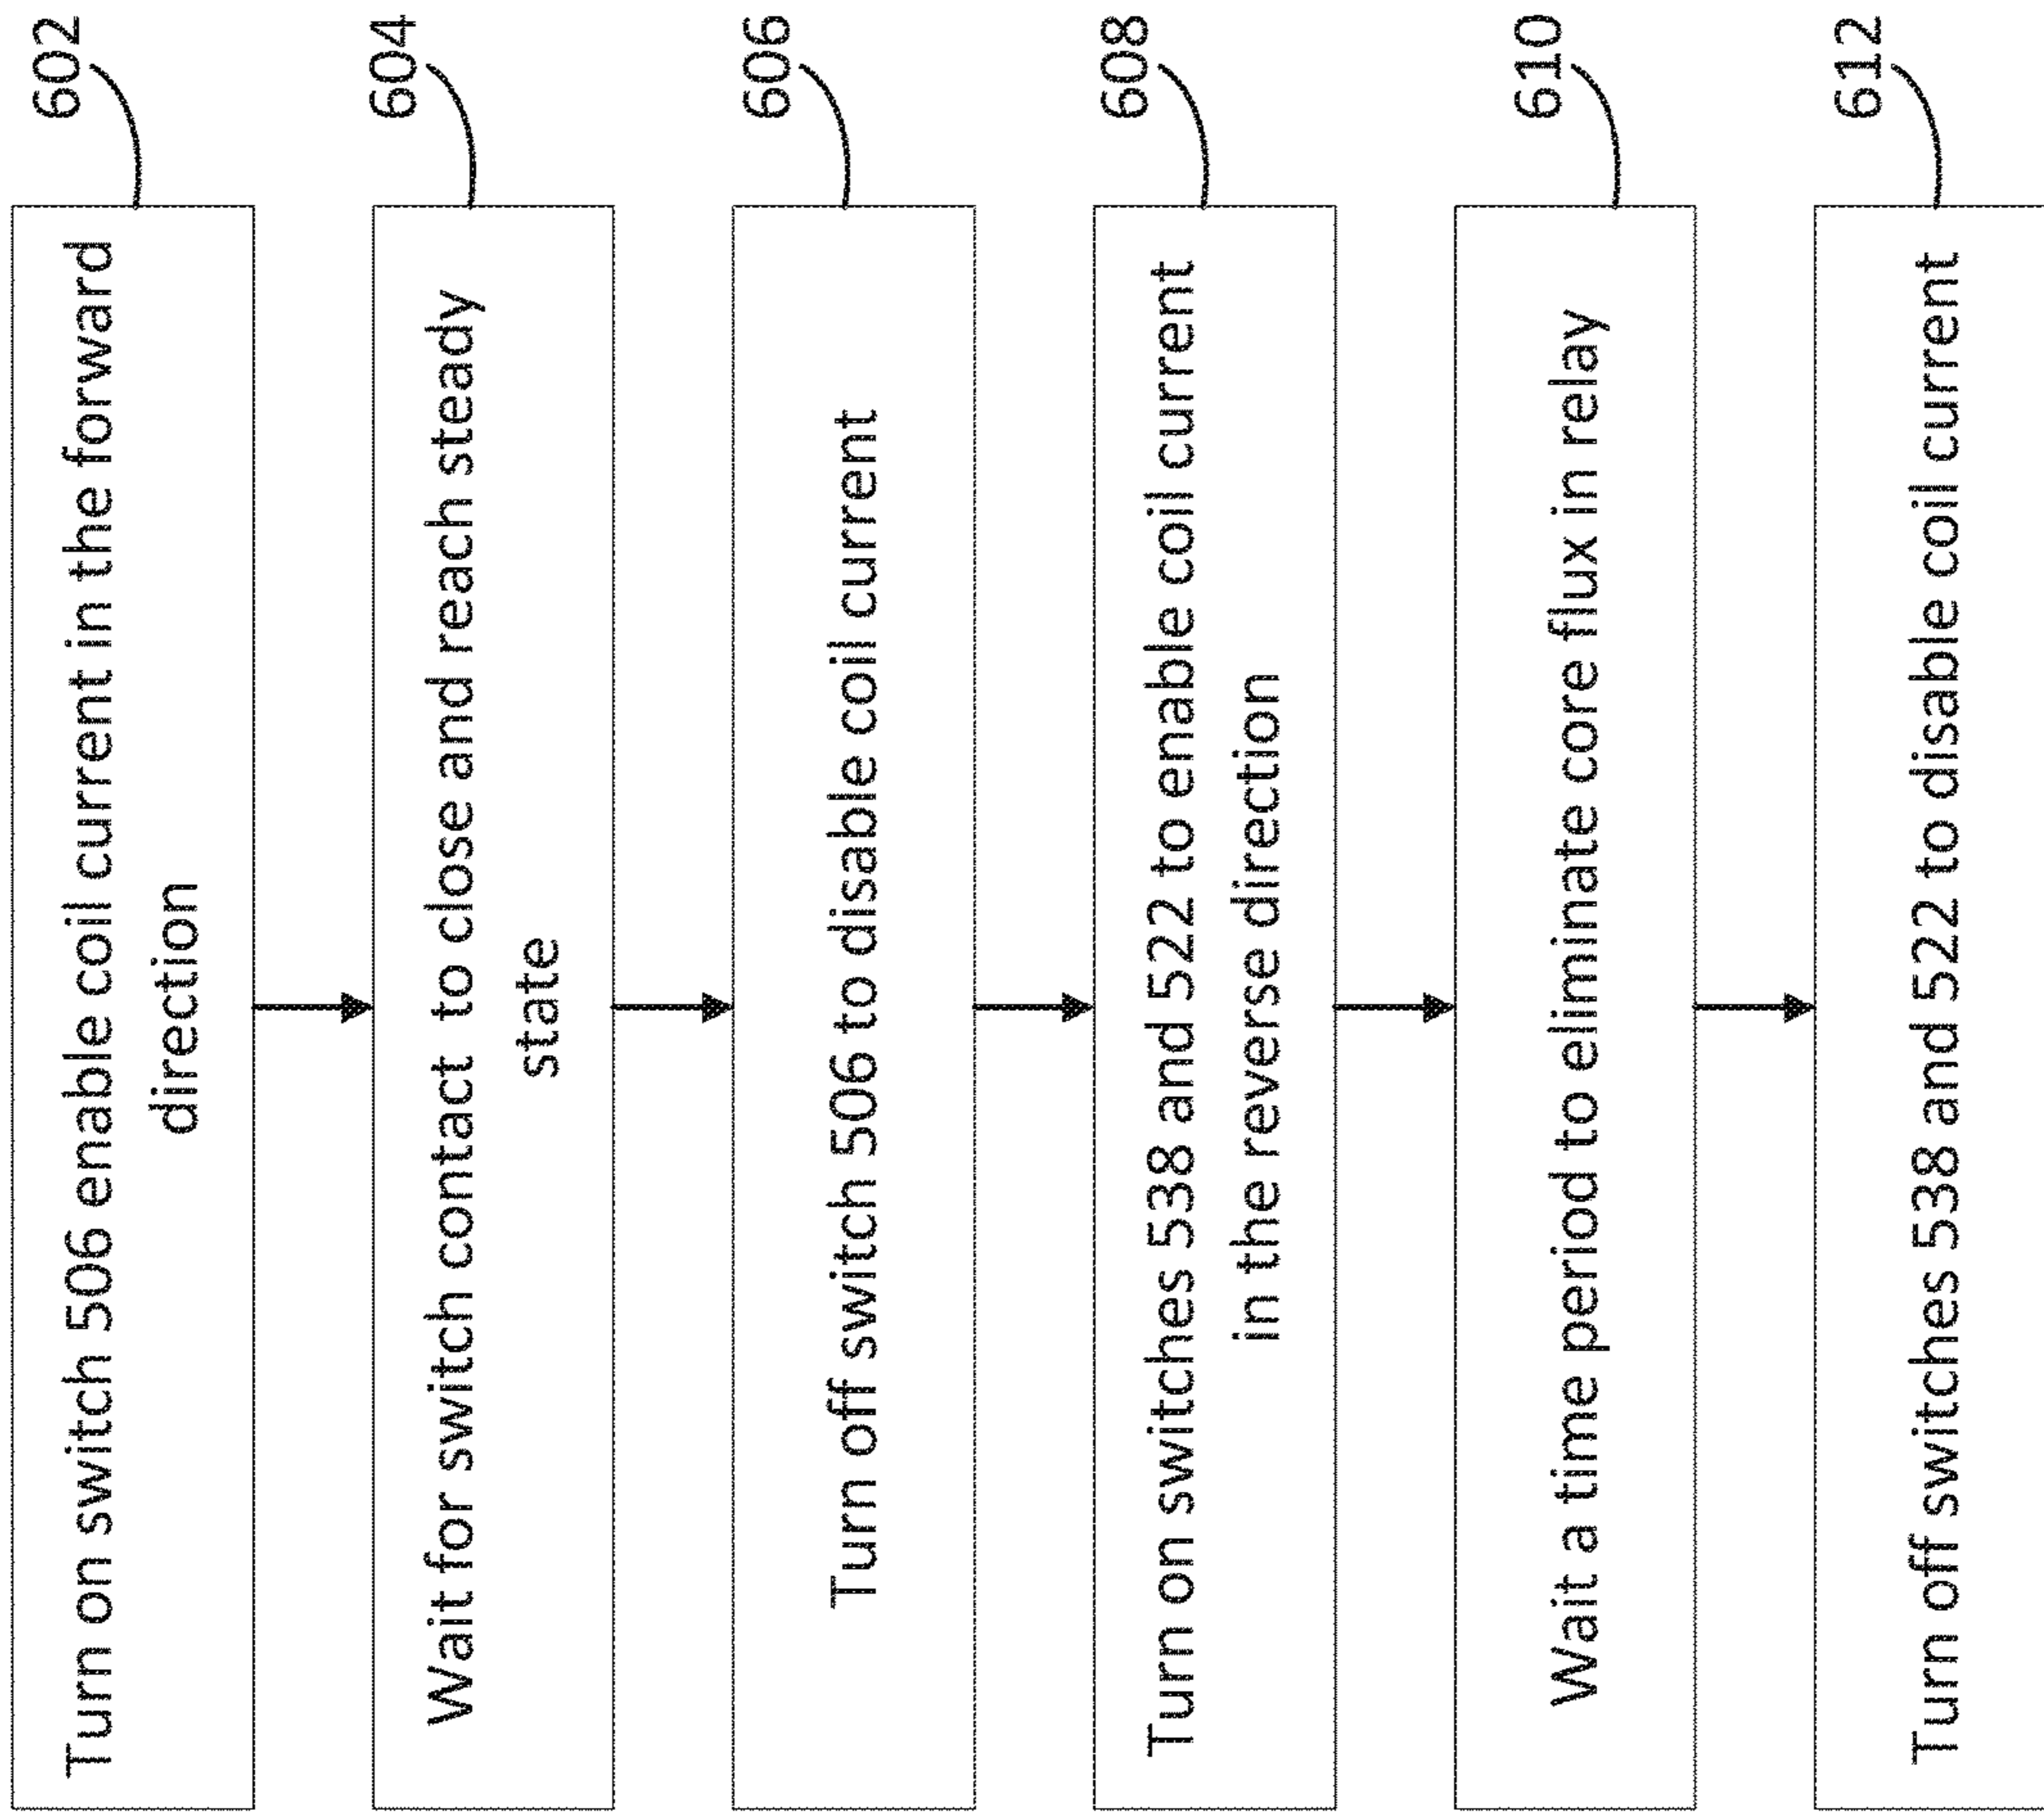 602
Turn on switch 506 enable coil current in the forward
direction
604
Wait for switch contact to close and reach steady
state
606
Turn off switch 506 to disable coil current
608
Turn on switches 538 and 522 to enable coil current
in the reverse direction
610
Wait a time period to eliminate core flux in relay
612
Turn off switches 538 and 522 to disable coil current